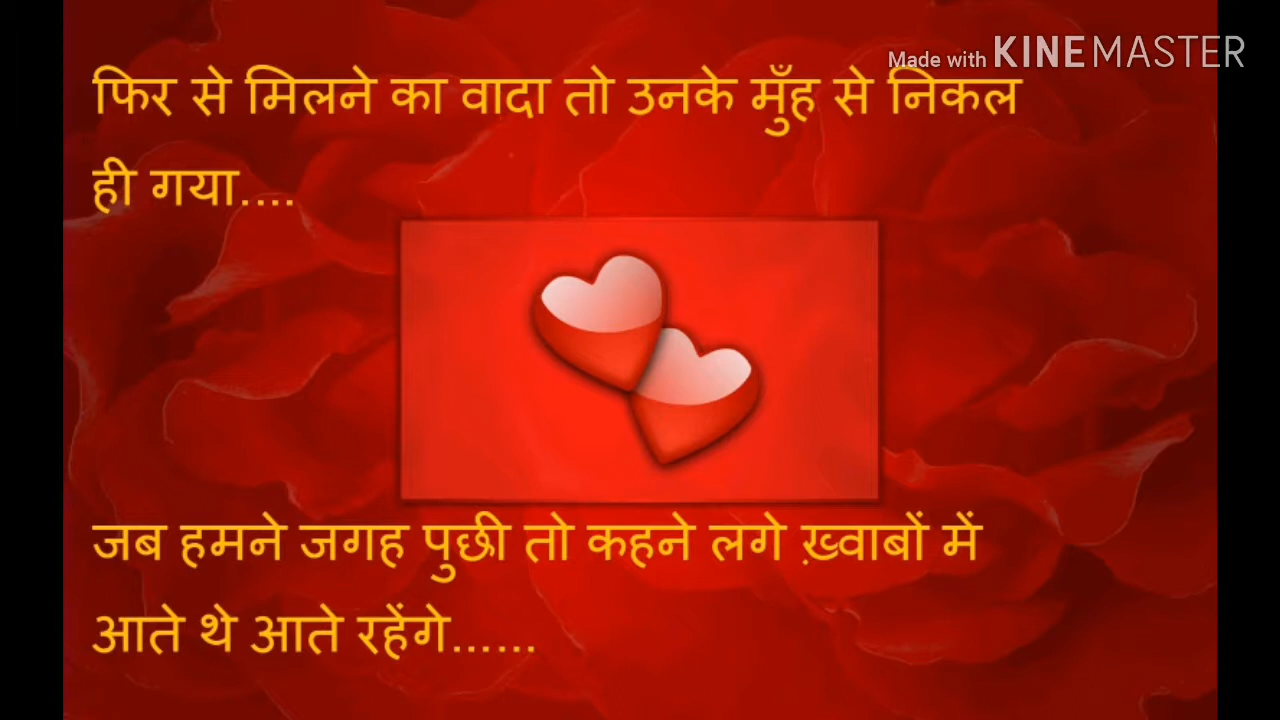 Made with KINEMASTER
फिर से मिलने का वादा तो उनके मुँह से निकल
ही गया....
जब हमने जगह पुछी तो कहने लगे ख़्वाबों में
आते थे आते रहेंगे......